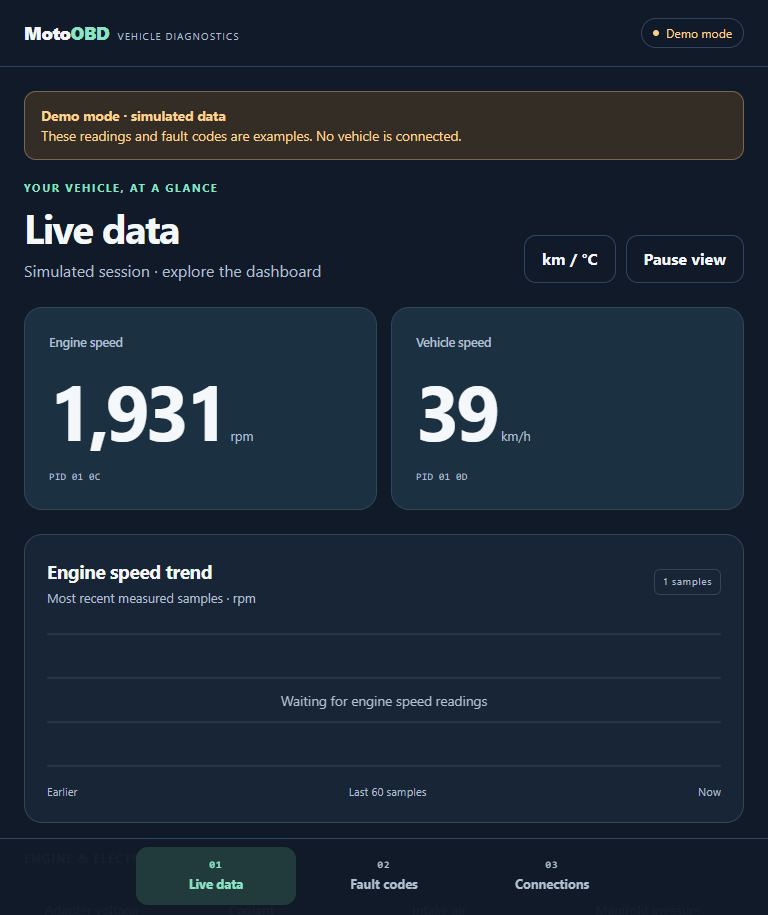 MotoOBD VEHICLE DIAGNOSTICS
Demo mode
Demo mode · simulated data
These readings and fault codes are examples. No vehicle is connected.
YOUR VEHICLE, AT A GLANCE
Live data
Simulated session · explore the dashboard
km / °C
Pause view
Engine speed
1,931 rpm
PID 01 0C
Vehicle speed
39 km/h
PID 01 0D
Engine speed trend
Most recent measured samples · rpm
1 samples
Waiting for engine speed readings
Earlier
Last 60 samples
Now
01
Live data
02
Fault codes
03
Connections